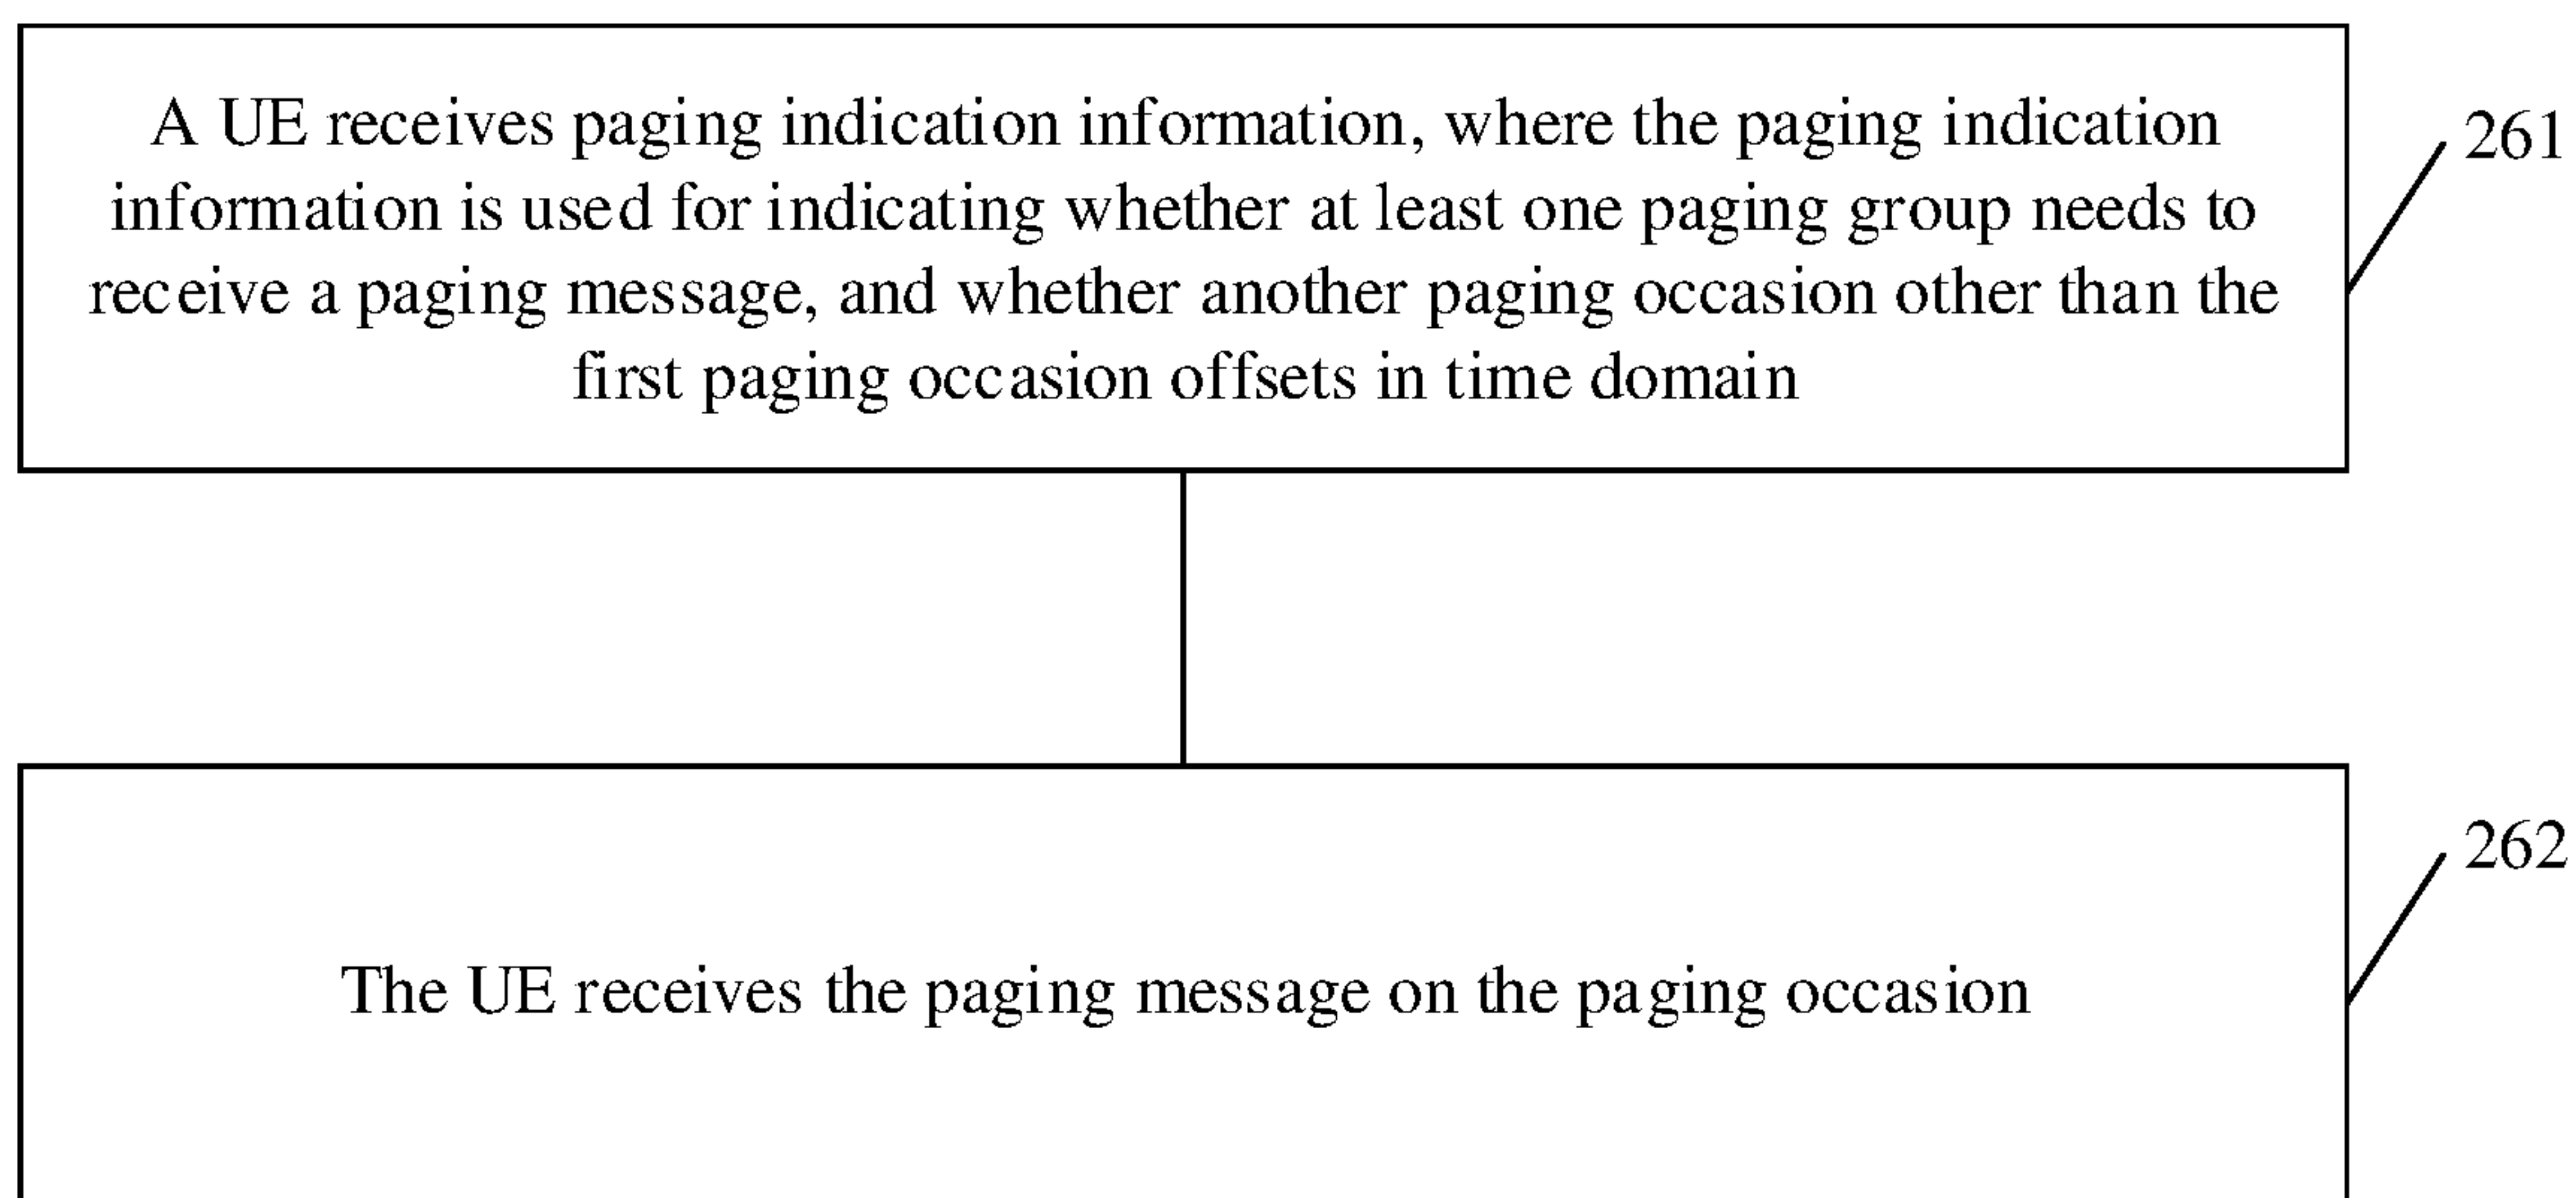 A UE receives paging indication information, where the paging indication
information is used for indicating whether at least one paging group needs to
receive a paging message, and whether another paging occasion other than the
first paging occasion offsets in time domain
261
The UE receives the paging message on the paging occasion
262